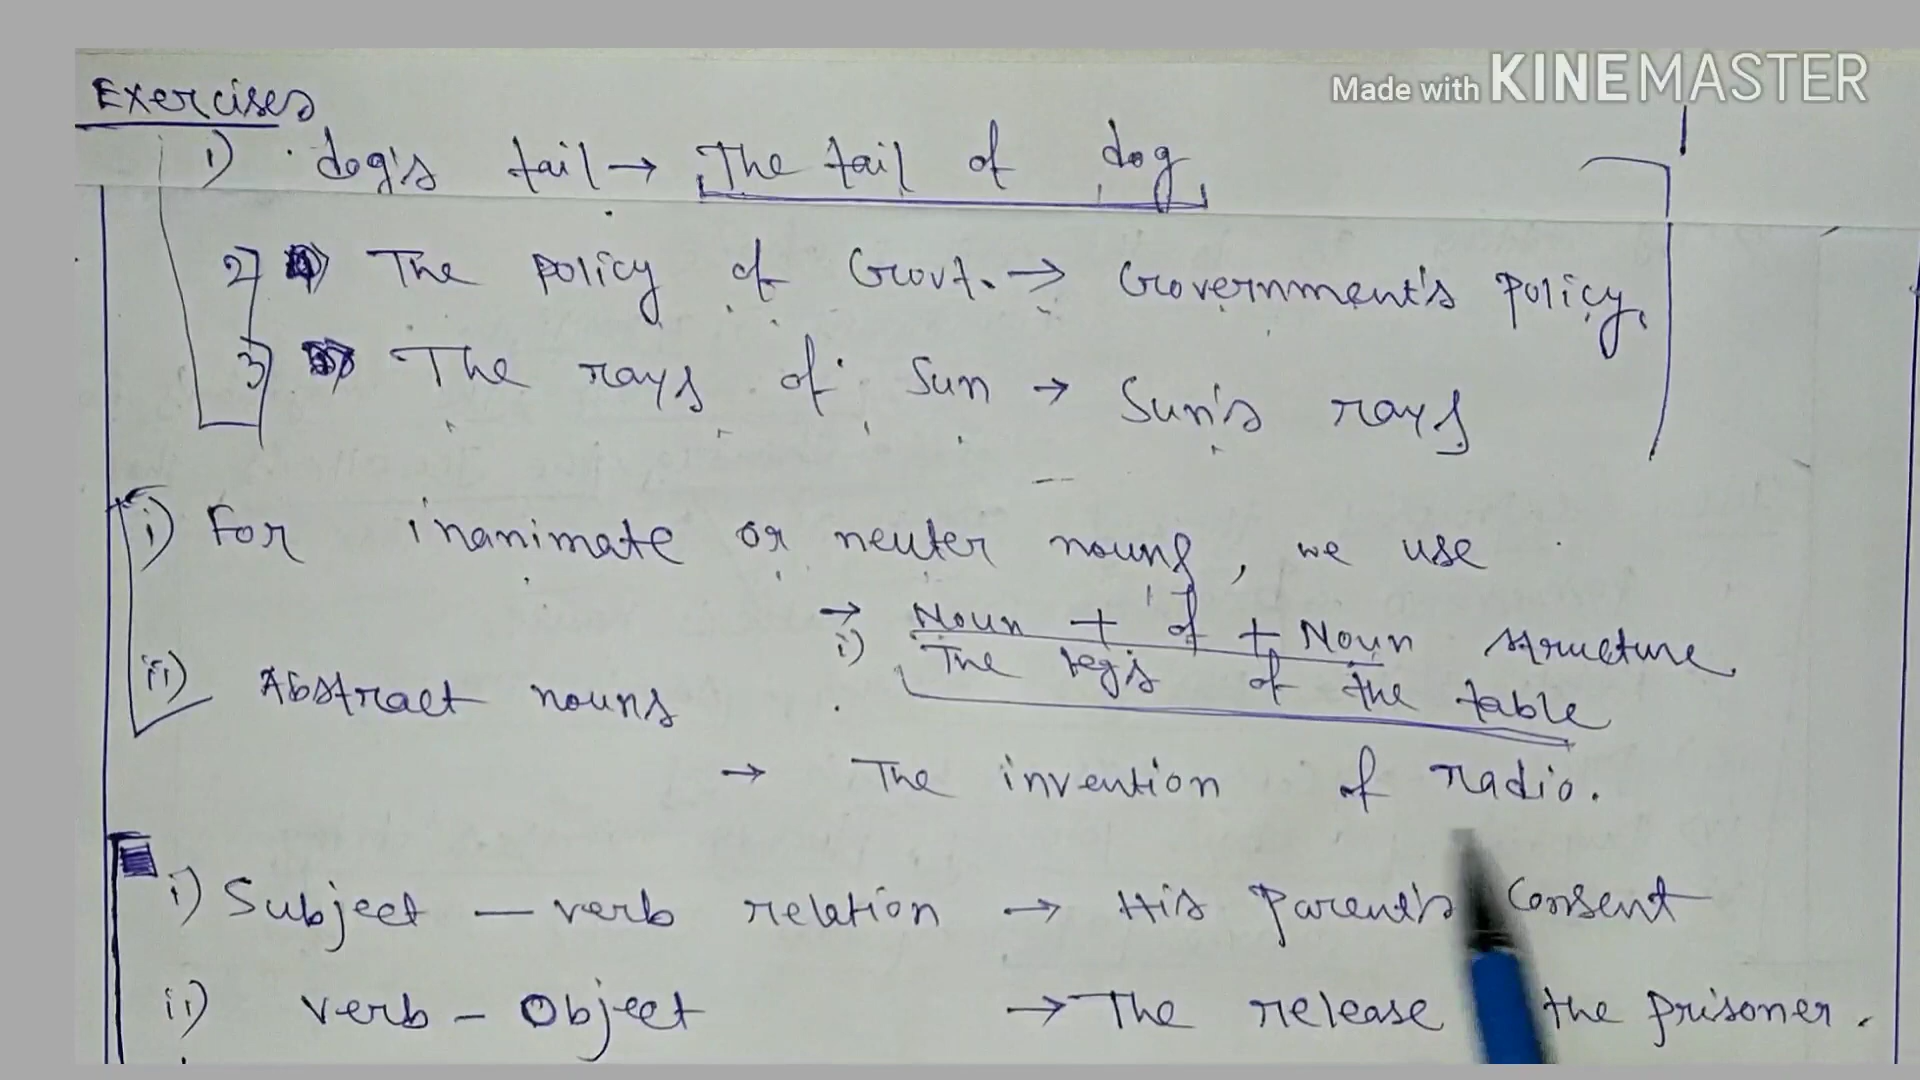 Made with KINEMASTER
Exercises
1) dog's tail → The tail of dog
2) The policy of Govt. → Government's policy.
3) The rays of Sun → Sun's rays
i) For inanimate or neuter nouns, we use
→ Noun + of + Noun structure
i) The legs of the table
ii) Abstract nouns
→ The invention of radio.
i) Subject – verb relation → His Parent's Consent
ii) verb – Object → The release the prisoner.